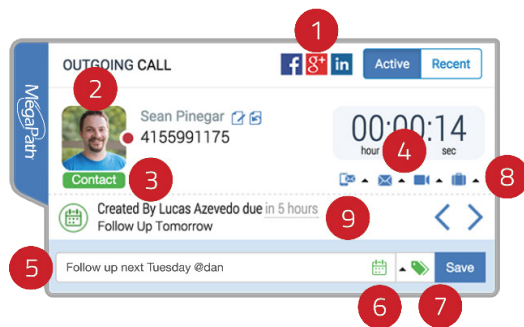 1
OUTGOING CALL
f g+ in
Active Recent
MegaPath
2
Sean Pinegar
4155991175
00:00:14
hour sec
4
Contact
3
8
Created By Lucas Azevedo due in 5 hours
Follow Up Tomorrow
9
5
Follow up next Tuesday @dan
Save
6
7